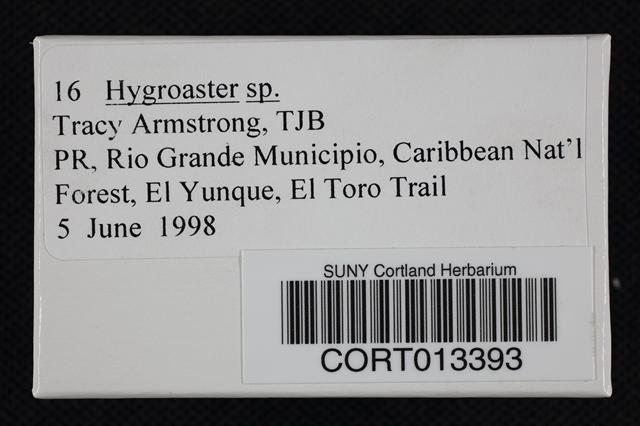 16 Hygroaster sp.
Tracy Armstrong, TJB
PR, Rio Grande Municipio, Caribbean Nat'l
Forest, El Yunque, El Toro Trail
5 June 1998
SUNY Cortland Herbarium
CORT013393